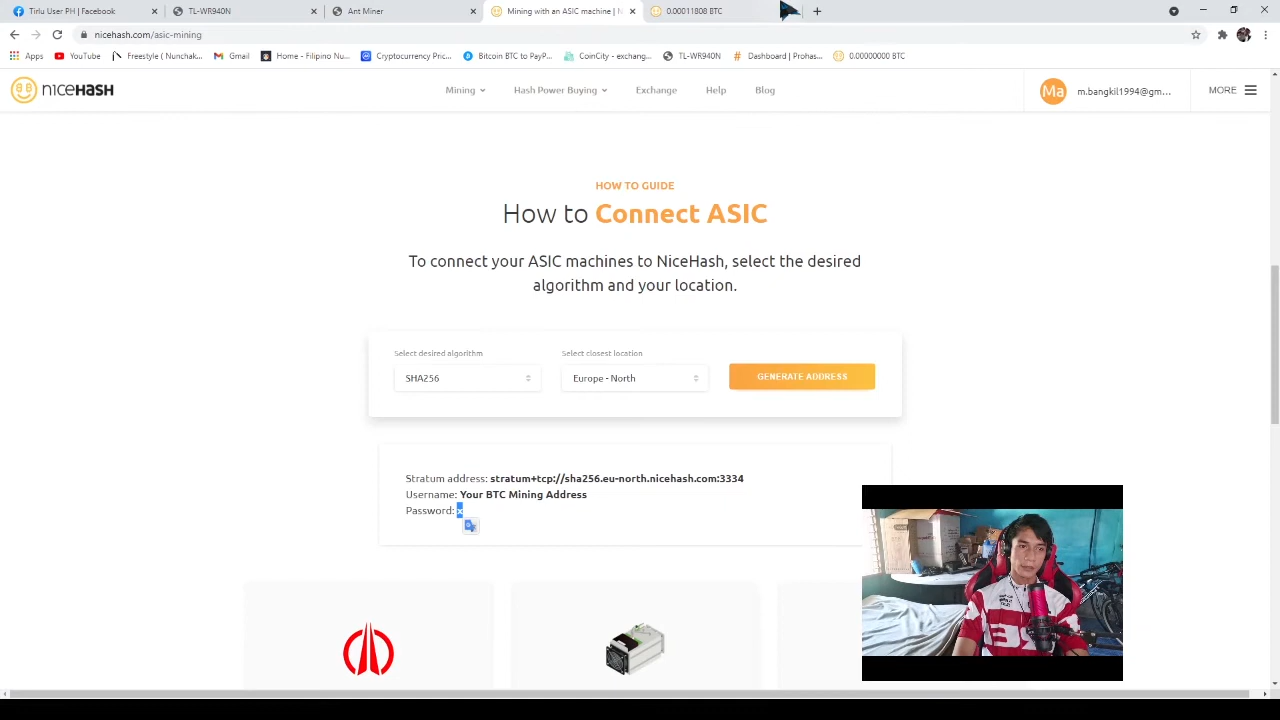 Tirlu User PH | Facebook
TL-WR940N
Ant Miner
Mining with an ASIC machine | N
0.00011808 BTC
nicehash.com/asic-mining
Apps
YouTube
Freestyle ( Nunchak...
Gmail
Home - Filipino Nu...
Cryptocurrency Pric...
Bitcoin BTC to PayP...
CoinCity - exchang...
TL-WR940N
Dashboard | Prohas...
0.00000000 BTC
NICEHASH
Mining
Hash Power Buying
Exchange
Help
Blog
Ma
m.bangkil1994@gm...
MORE
HOW TO GUIDE
How to Connect ASIC
To connect your ASIC machines to NiceHash, select the desired
algorithm and your location.
Select desired algorithm
Select closest location
SHA256
Europe - North
GENERATE ADDRESS
Stratum address: stratum+tcp://sha256.eu-north.nicehash.com:3334
Username: Your BTC Mining Address
Password: x